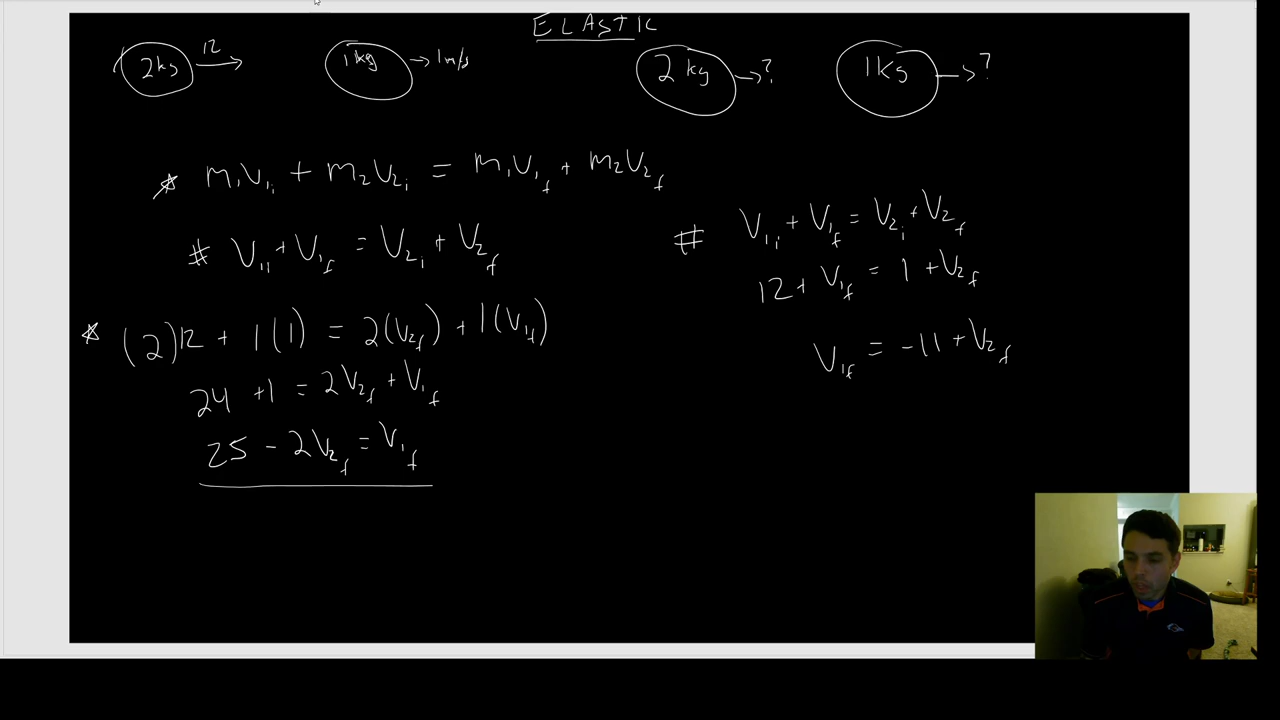 ELASTIC
2kg 12 → 1kg → 1m/s 2kg → ? 1kg → ?
* m₁V₁ᵢ + m₂V₂ᵢ = m₁V₁f + m₂V₂f
# V₁ᵢ + V₁f = V₂ᵢ + V₂f
* (2)12 + 1(1) = 2(V₂f) + 1(V₁f)
24 + 1 = 2V₂f + V₁f
25 - 2V₂f = V₁f
# V₁ᵢ + V₁f = V₂ᵢ + V₂f
12 + V₁f = 1 + V₂f
V₁f = -11 + V₂f